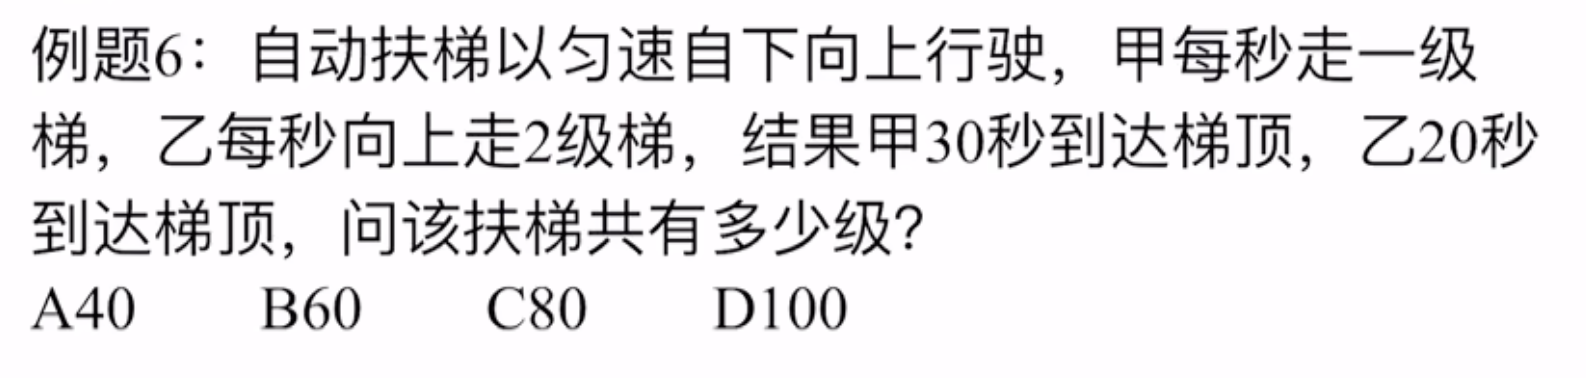 例题6：自动扶梯以匀速自下向上行驶，甲每秒走一级
梯，乙每秒向上走2级梯，结果甲30秒到达梯顶，乙20秒
到达梯顶，问该扶梯共有多少级？
A40 B60 C80 D100